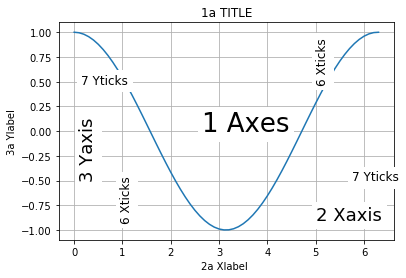 1a TITLE
1.00
0.75
0.50
0.25
0.00
−0.25
−0.50
−0.75
−1.00
3a Ylabel
6 Xticks
7 Yticks
1 Axes
3 Yaxis
6 Xticks
7 Yticks
2 Xaxis
0 1 2 3 4 5 6
2a Xlabel